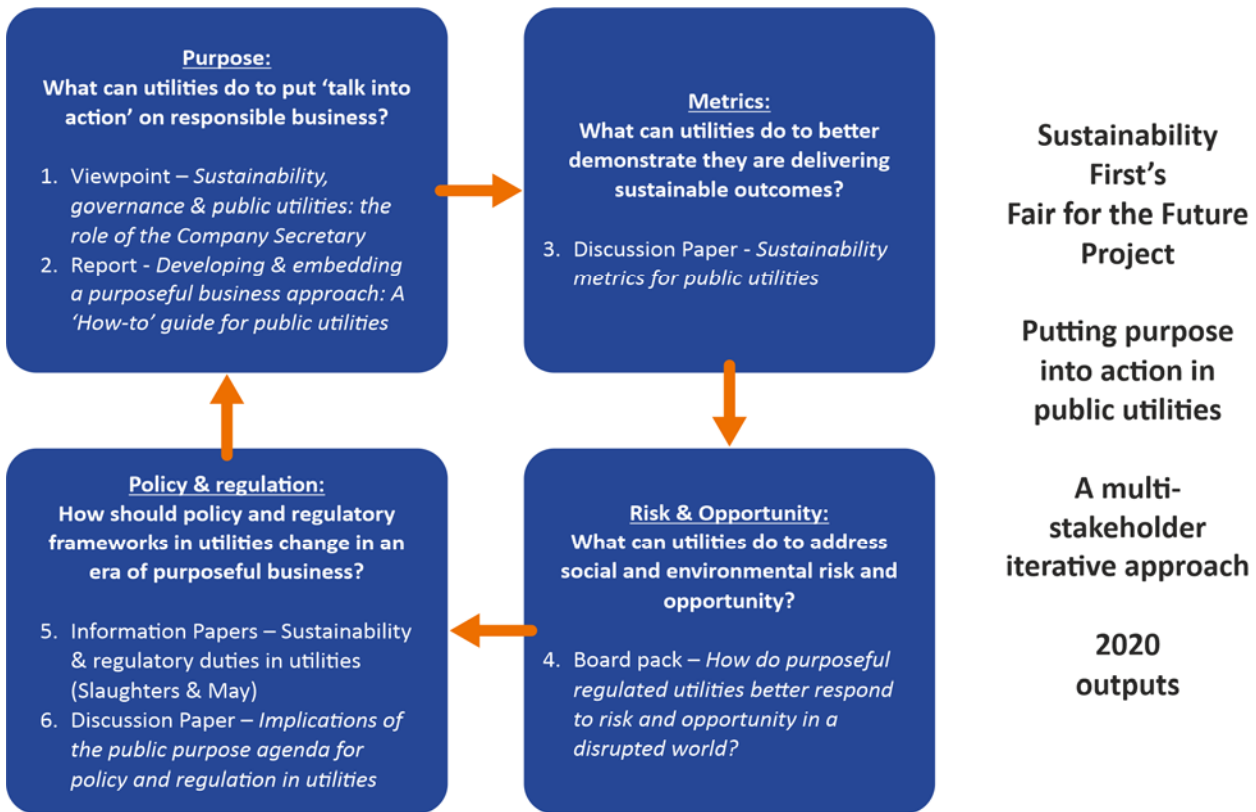 Purpose:
What can utilities do to put ‘talk into
action’ on responsible business?
1. Viewpoint – Sustainability,
governance & public utilities: the
role of the Company Secretary
2. Report - Developing & embedding
a purposeful business approach: A
‘How-to’ guide for public utilities
Metrics:
What can utilities do to better
demonstrate they are delivering
sustainable outcomes?
3. Discussion Paper - Sustainability
metrics for public utilities
Policy & regulation:
How should policy and regulatory
frameworks in utilities change in an
era of purposeful business?
5. Information Papers – Sustainability
& regulatory duties in utilities
(Slaughters & May)
6. Discussion Paper – Implications of
the public purpose agenda for
policy and regulation in utilities
Risk & Opportunity:
What can utilities do to address
social and environmental risk and
opportunity?
4. Board pack – How do purposeful
regulated utilities better respond
to risk and opportunity in a
disrupted world?
Sustainability
First’s
Fair for the Future
Project
Putting purpose
into action in
public utilities
A multi-
stakeholder
iterative approach
2020
outputs